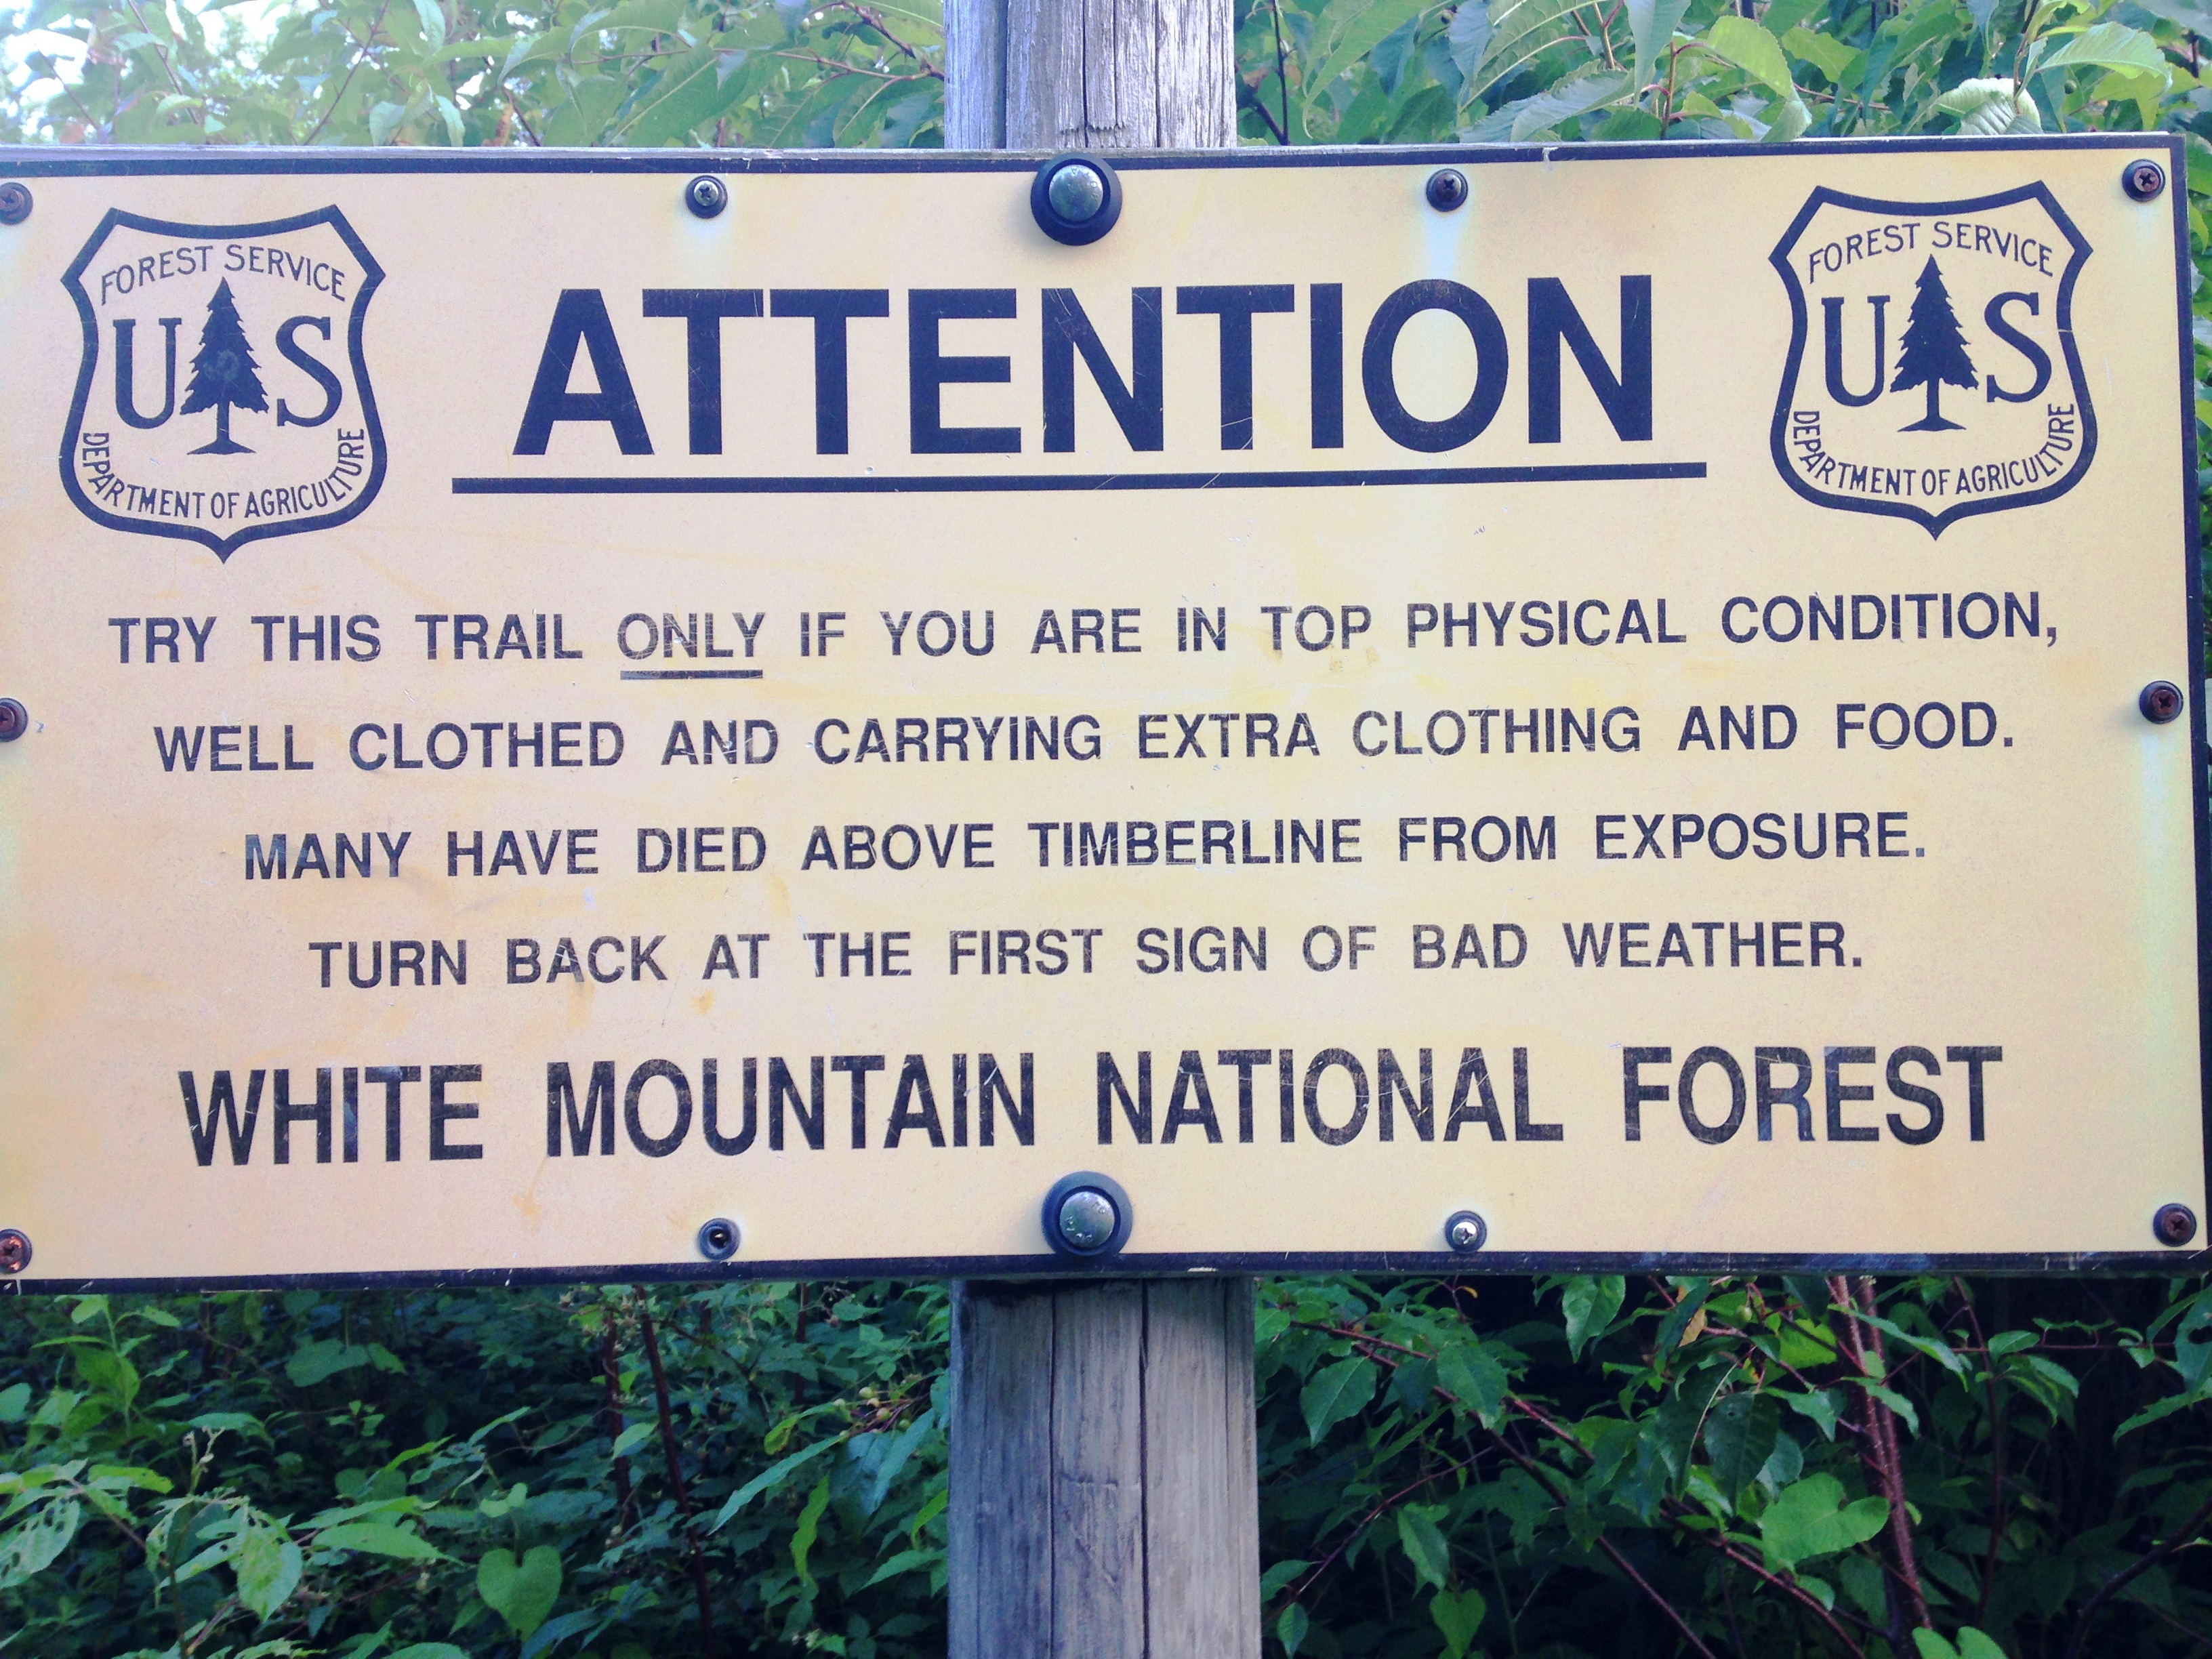 FOREST SERVICE
U S
DEPARTMENT OF AGRICULTURE
ATTENTION
FOREST SERVICE
U S
DEPARTMENT OF AGRICULTURE
TRY THIS TRAIL ONLY IF YOU ARE IN TOP PHYSICAL CONDITION,
WELL CLOTHED AND CARRYING EXTRA CLOTHING AND FOOD.
MANY HAVE DIED ABOVE TIMBERLINE FROM EXPOSURE.
TURN BACK AT THE FIRST SIGN OF BAD WEATHER.
WHITE MOUNTAIN NATIONAL FOREST